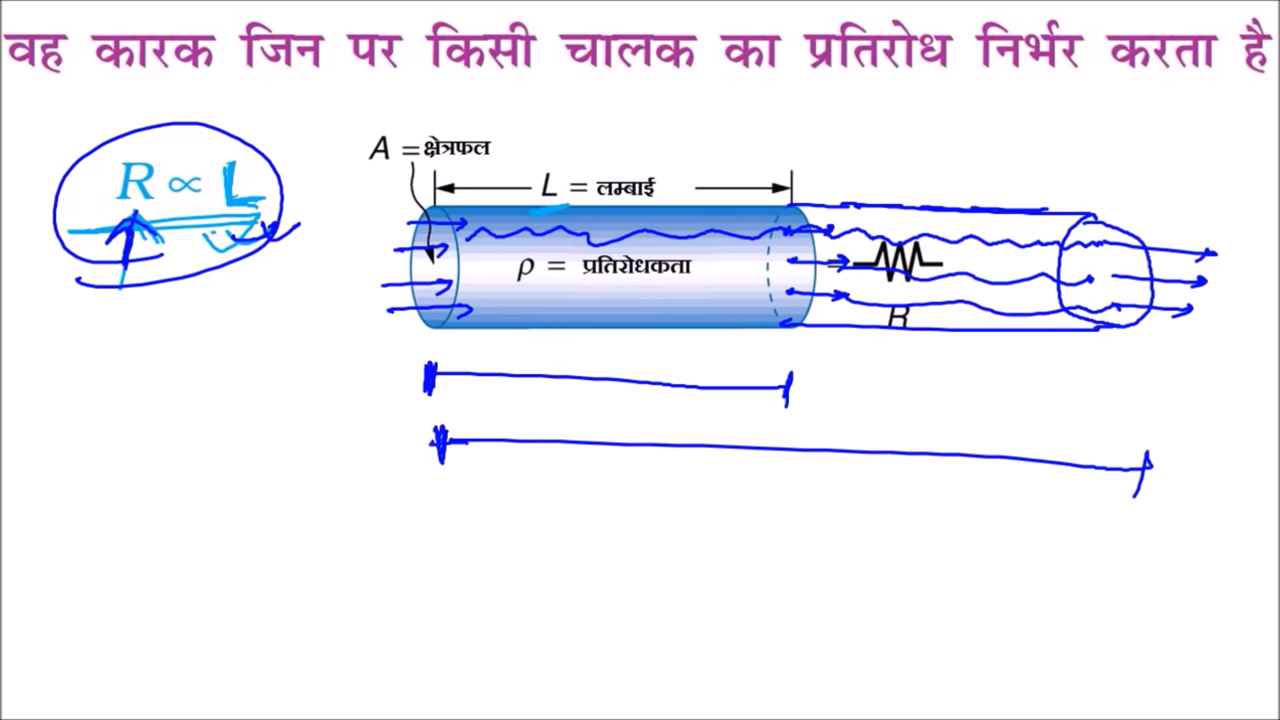 वह कारक जिन पर किसी चालक का प्रतिरोध निर्भर करता है
R ∝ L
A = क्षेत्रफल
L = लम्बाई
ρ = प्रतिरोधकता
=
R